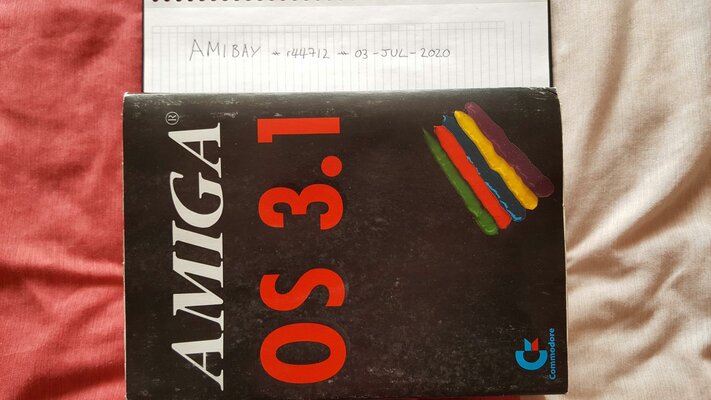 AMIBAY ~ r44712 ~ 03-JUL-2020
AMIGA®
OS 3.1
Commodore